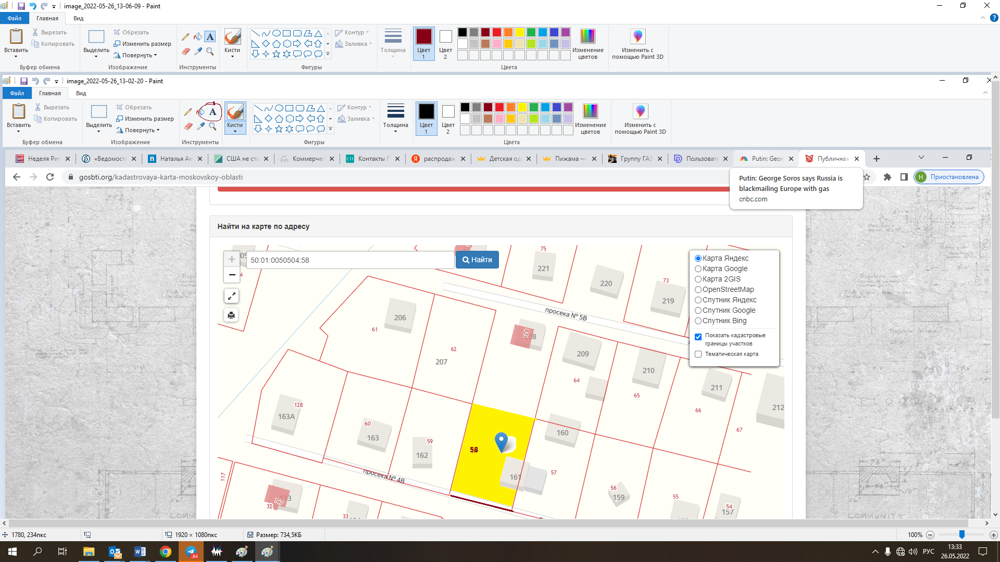 image_2022-05-26_13-06-09 - Paint
Файл Главная Вид
Вставить
Вырезать
Копировать
Буфер обмена
Выделить
Обрезать
Изменить размер
Повернуть
Изображение
Инструменты
Кисти
Фигуры
Контур
Заливка
Толщина
Цвет 1
Цвет 2
Цвета
Изменение цветов
Изменить с помощью Paint 3D
image_2022-05-26_13-02-20 - Paint
Файл Главная Вид
Вставить
Вырезать
Копировать
Буфер обмена
Выделить
Обрезать
Изменить размер
Повернуть
Изображение
Инструменты
Кисти
Фигуры
Контур
Заливка
Толщина
Цвет 1
Цвет 2
Цвета
Изменение цветов
Изменить с помощью Paint 3D
Неделя Рит
«Ведомост
Наталья Ан
США не ста
Коммерчес
Контакты
распродаж
Детская од
Пижама —
Группу ГАЗ
Пользовате
Putin: Geor
Публичная
gosbti.org/kadastrovaya-karta-moskovskoy-oblasti
Н Приостановлена
Putin: George Soros says Russia is
blackmailing Europe with gas
cnbc.com
Найти на карте по адресу
50:01:0050504:58
Найти
Карта Яндекс
Карта Google
Карта 2GIS
OpenStreetMap
Спутник Яндекс
Спутник Google
Спутник Bing
Показать кадастровые
границы участков
Тематическая карта
75
221
220
73
219
просека № 5В
206
61
62
207
178
209
64
210
65
211
66
212
67
128
163А
60
163
59
162
58
161
160
57
просека № 4В
117
133
147
32
33
56
159
55
54
157
COMMUNITY
1780, 234пкс
1920 × 1080пкс
Размер: 734,5КБ
100%
84
РУС
13:33
26.05.2022